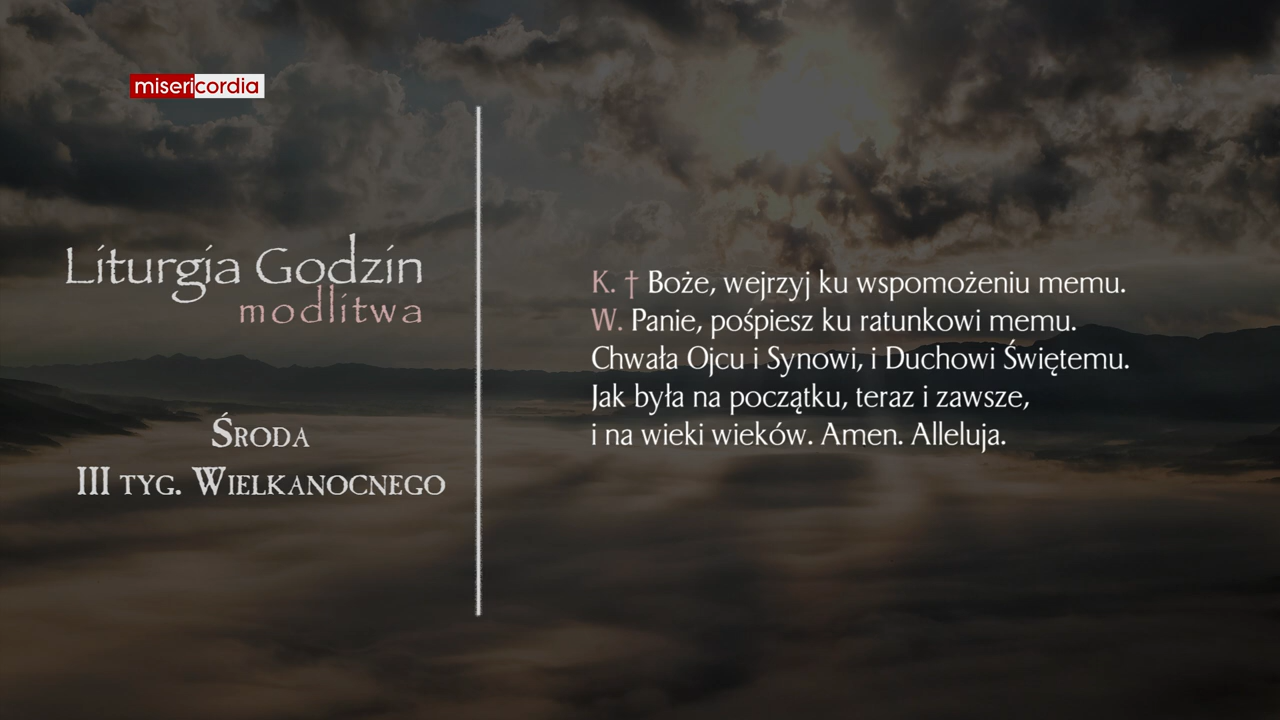 misericordia
Liturgia Godzin
modlitwa
Środa
III tyg. Wielkanocnego
K. † Boże, wejrzyj ku wspomożeniu memu.
W. Panie, pośpiesz ku ratunkowi memu.
Chwała Ojcu i Synowi, i Duchowi Świętemu.
Jak była na początku, teraz i zawsze,
i na wieki wieków. Amen. Alleluja.